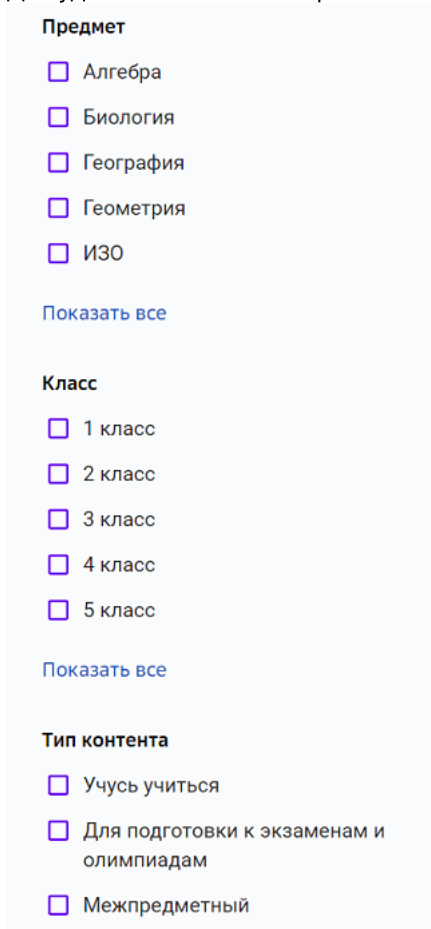 Предмет
Алгебра
Биология
География
Геометрия
ИЗО
Показать все
Класс
1 класс
2 класс
3 класс
4 класс
5 класс
Показать все
Тип контента
Учусь учиться
Для подготовки к экзаменам и
олимпиадам
Межпредметный